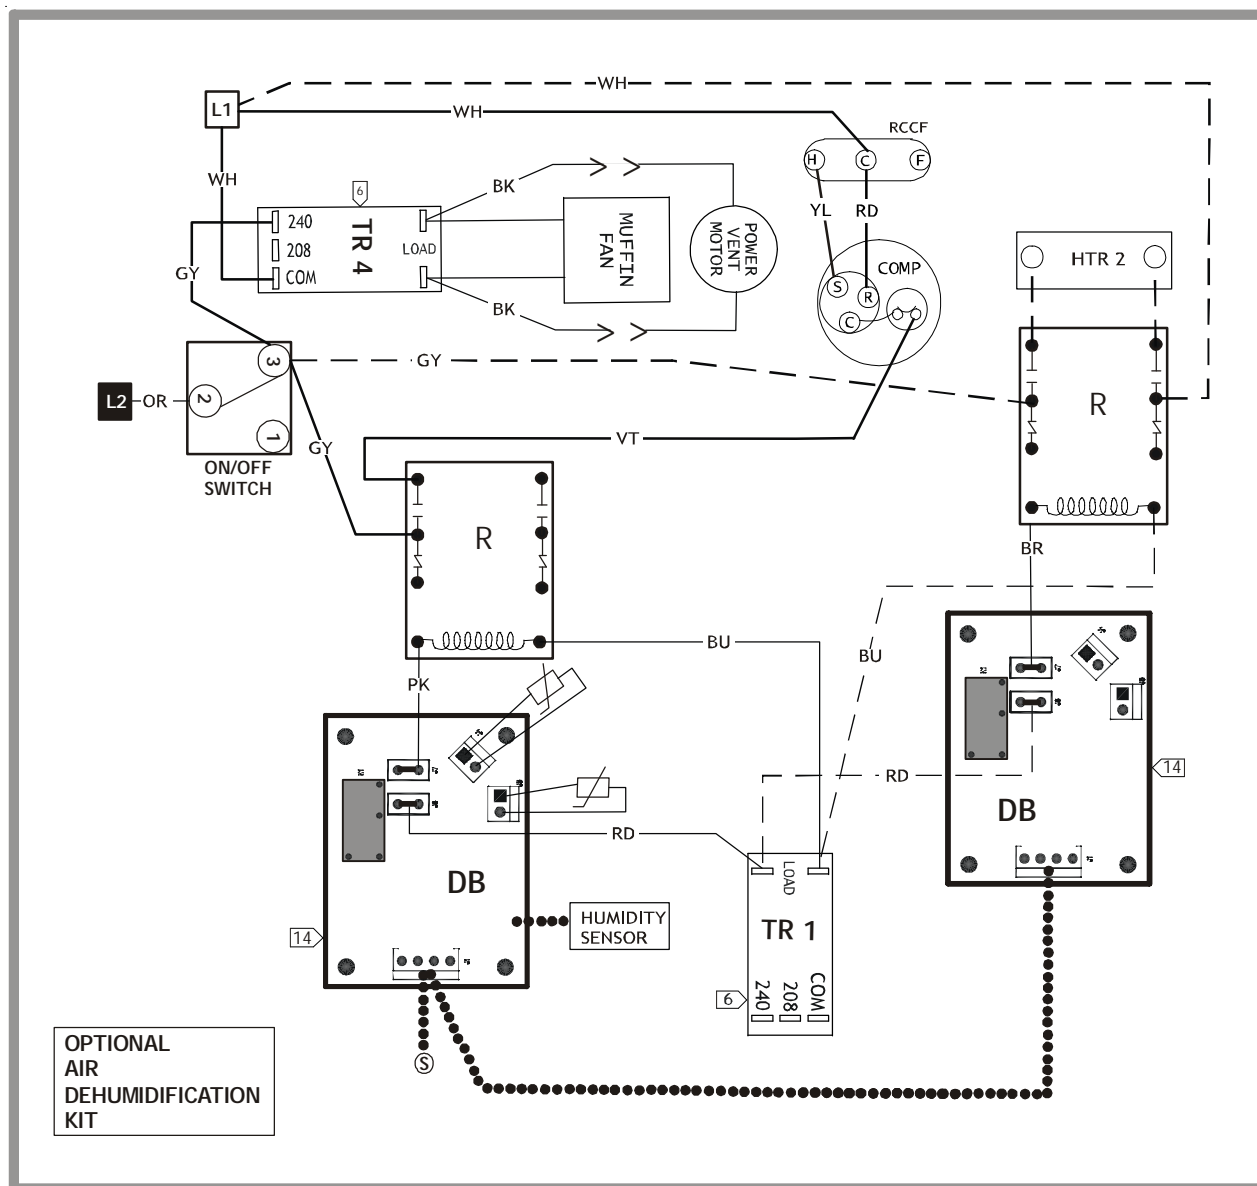 WH
L1
WH
RCCF
H
C
F
WH
6
BK
YL
RD
240
208
COM
TR 4
LOAD
MUFFIN
FAN
POWER
VENT
MOTOR
COMP
S
R
C
HTR 2
GY
BK
3
GY
L2
OR
2
1
R
GY
VT
ON/OFF
SWITCH
R
BR
BU
BU
PK
RD
14
DB
RD
LOAD
DB
HUMIDITY
SENSOR
14
TR 1
6
240
208
COM
S
OPTIONAL
AIR
DEHUMIDIFICATION
KIT